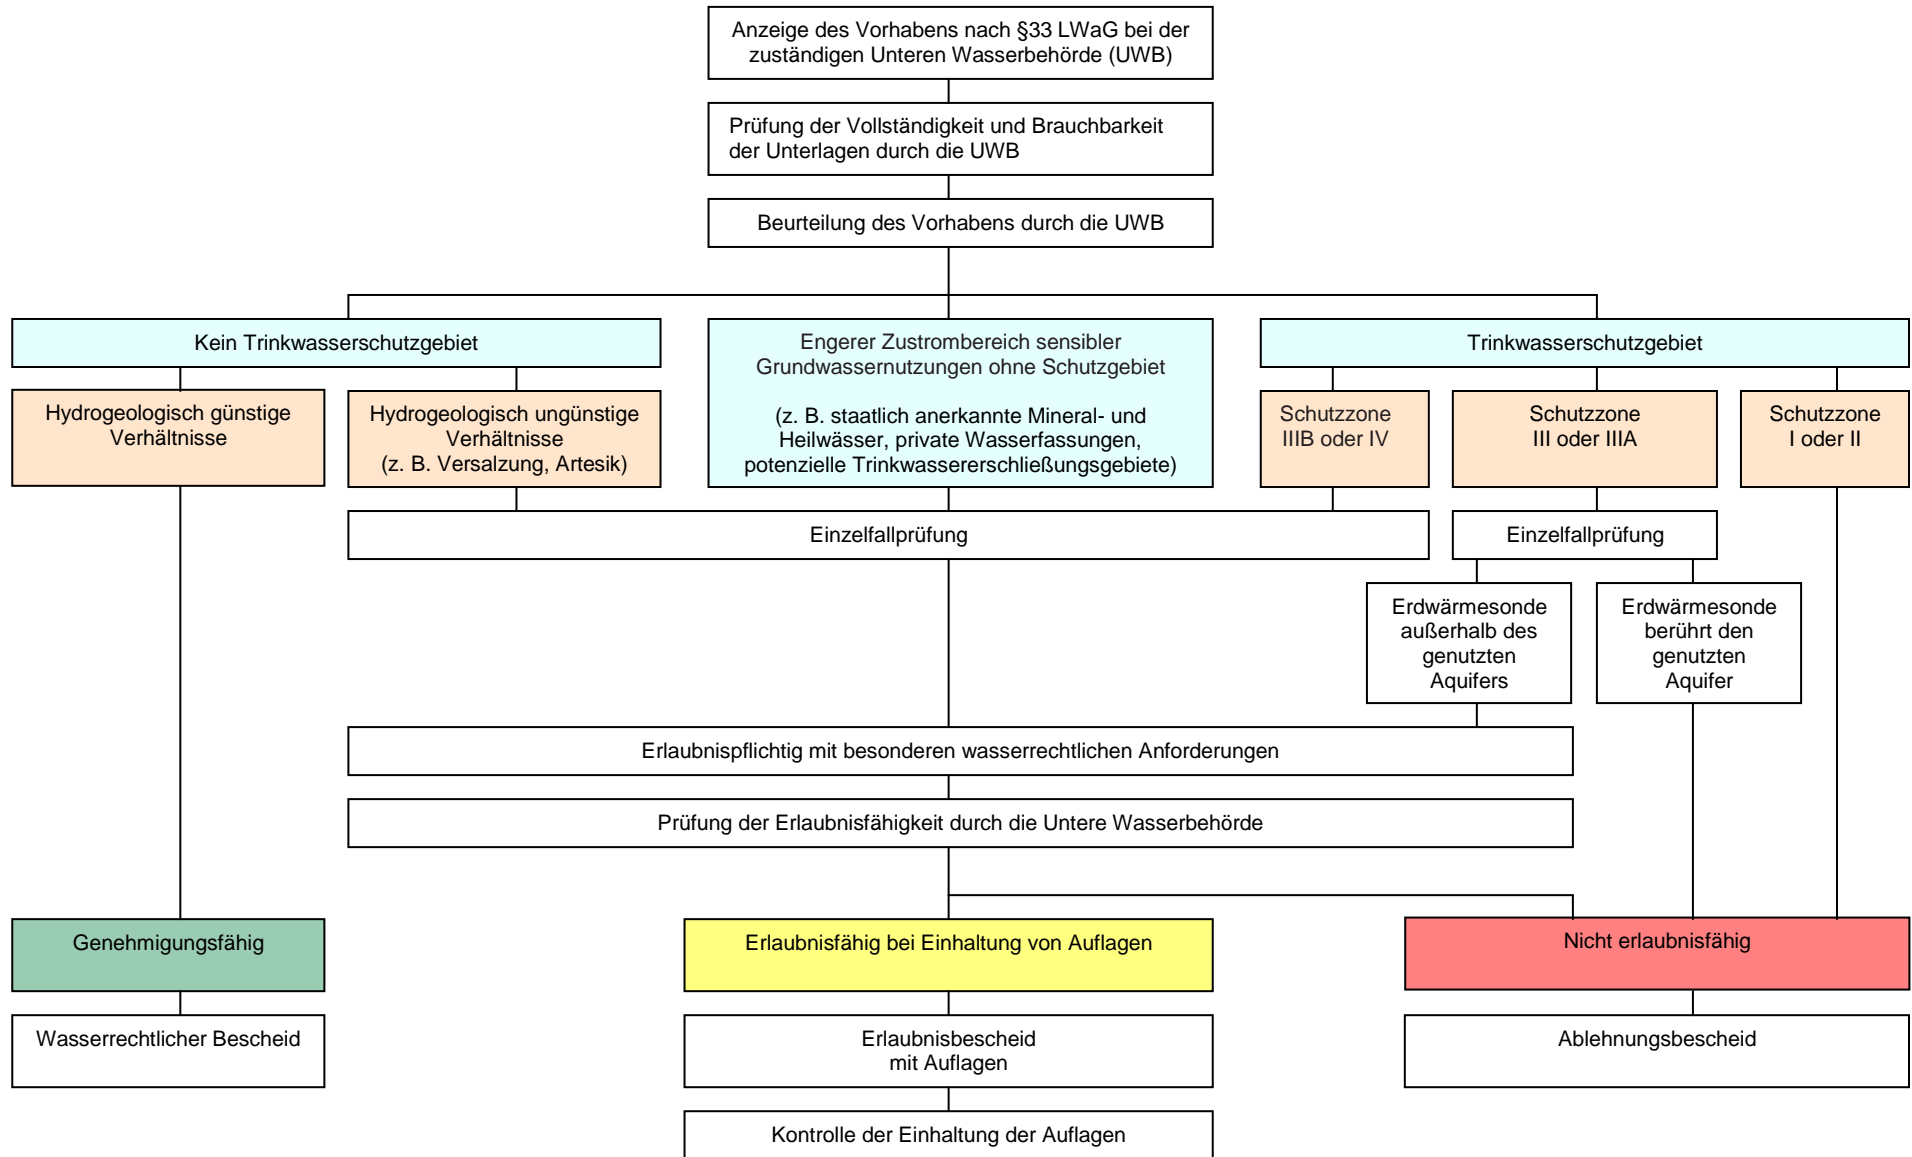 Anzeige des Vorhabens nach §33 LWaG bei der
zuständigen Unteren Wasserbehörde (UWB)
Prüfung der Vollständigkeit und Brauchbarkeit
der Unterlagen durch die UWB
Beurteilung des Vorhabens durch die UWB
Kein Trinkwasserschutzgebiet
Engerer Zustrombereich sensibler
Grundwassernutzungen ohne Schutzgebiet
(z. B. staatlich anerkannte Mineral- und
Heilwässer, private Wasserfassungen,
potenzielle Trinkwassererschließungsgebiete)
Trinkwasserschutzgebiet
Hydrogeologisch günstige
Verhältnisse
Hydrogeologisch ungünstige
Verhältnisse
(z. B. Versalzung, Artesik)
Schutzzone
IIIB oder IV
Schutzzone
III oder IIIA
Schutzzone
I oder II
Einzelfallprüfung
Einzelfallprüfung
Erdwärmesonde
außerhalb des
genutzten
Aquifers
Erdwärmesonde
berührt den
genutzten
Aquifer
Erlaubnispflichtig mit besonderen wasserrechtlichen Anforderungen
Prüfung der Erlaubnisfähigkeit durch die Untere Wasserbehörde
Genehmigungsfähig
Erlaubnisfähig bei Einhaltung von Auflagen
Nicht erlaubnisfähig
Wasserrechtlicher Bescheid
Erlaubnisbescheid
mit Auflagen
Ablehnungsbescheid
Kontrolle der Einhaltung der Auflagen